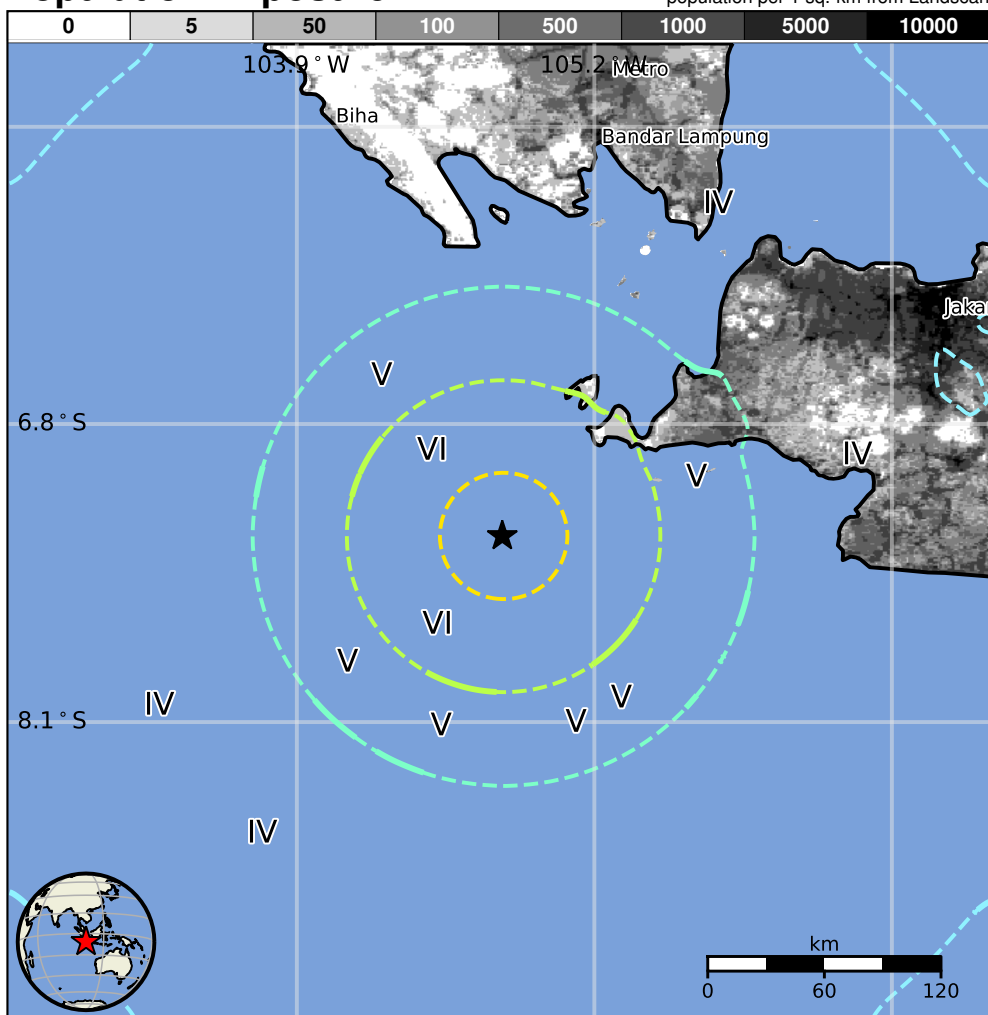 population per 1 sq. km from Landscan
0 5 50 100 500 1000 5000 10000
103.9°W 105.2°W
Metro
Biha
Bandar Lampung
IV
V
6.8°S
VI
IV
V
VI
V
IV
V
V
V
8.1°S
IV
km
0 60 120